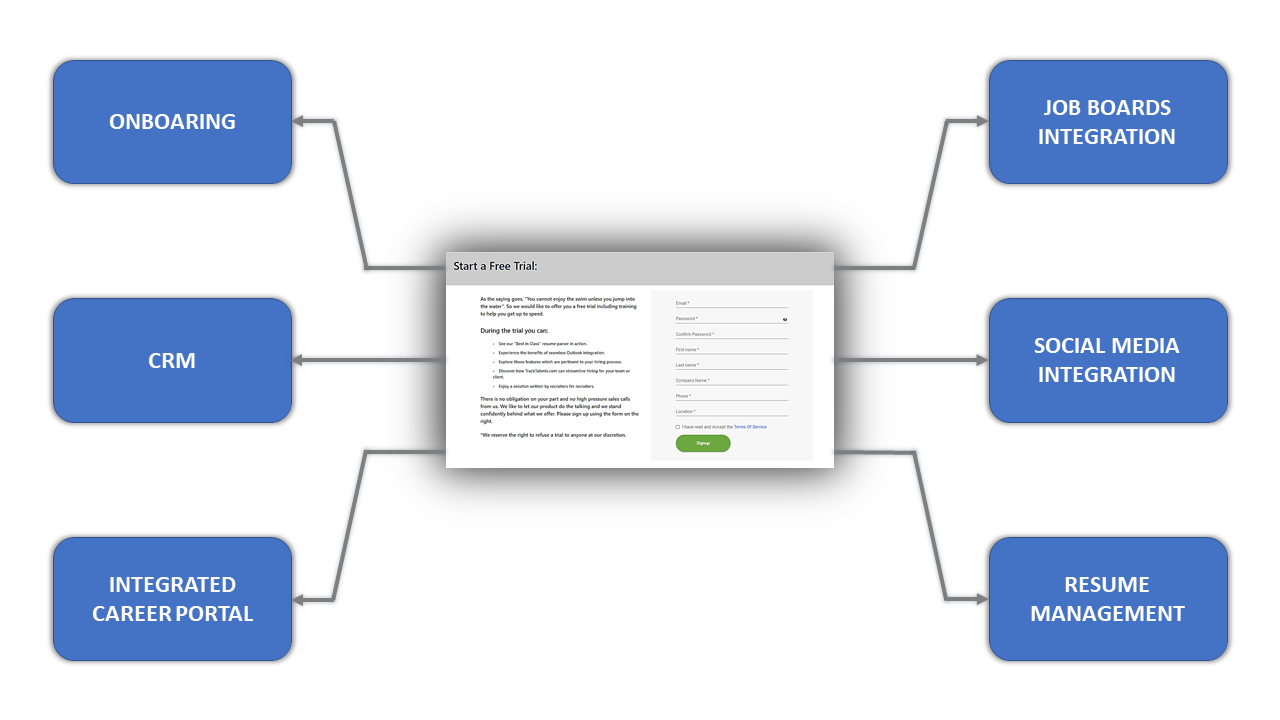 ONBOARING
JOB BOARDS
INTEGRATION
CRM
SOCIAL MEDIA
INTEGRATION
INTEGRATED
CAREER PORTAL
RESUME
MANAGEMENT
Start a Free Trial:
As the saying goes, "You cannot enjoy the swim unless you jump into
the water". So we would like to offer you a free trial including training
to help you get up to speed.
During the trial you can:
• See our "Best in Class" resume parser in action.
• Experience the benefits of seamless Outlook integration.
• Explore those features which are pertinent to your hiring process.
• Discover how TrackTalents.com can streamline hiring for your team or
client.
• Enjoy a solution written by recruiters for recruiters.
There is no obligation on your part and no high pressure sales calls
from us. We like to let our product do the talking and we stand
confidently behind what we offer. Please sign up using the form on the
right.
*We reserve the right to refuse a trial to anyone at our discretion.
Email *
Password *
Confirm Password *
First name *
Last name *
Company Name *
Phone *
Location *
I have read and Accept the Terms Of Service
Signup